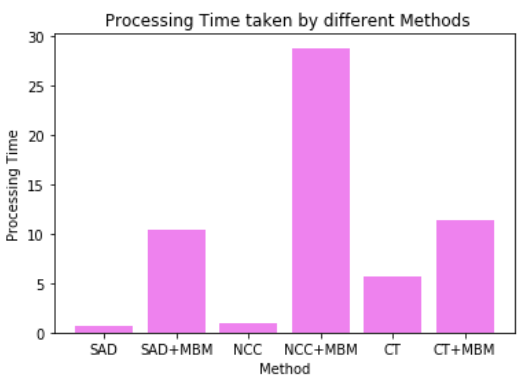 Processing Time taken by different Methods
30
25
20
15
10
5
0
Processing Time
SAD SAD+MBM NCC NCC+MBM CT CT+MBM
Method